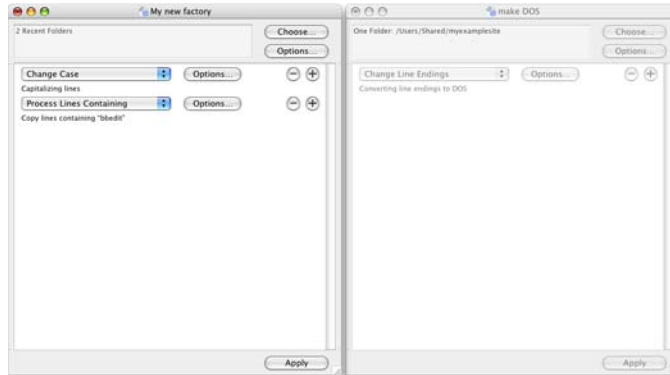 My new factory
2 Recent Folders
Choose...
Options...
Change Case
Options...
Capitalizing lines
Process Lines Containing
Options...
Copy lines containing "bbedit"
Apply
make DOS
One Folder: /Users/Shared/myexamplesite
Choose...
Options...
Change Line Endings
Options...
Converting line endings to DOS
Apply